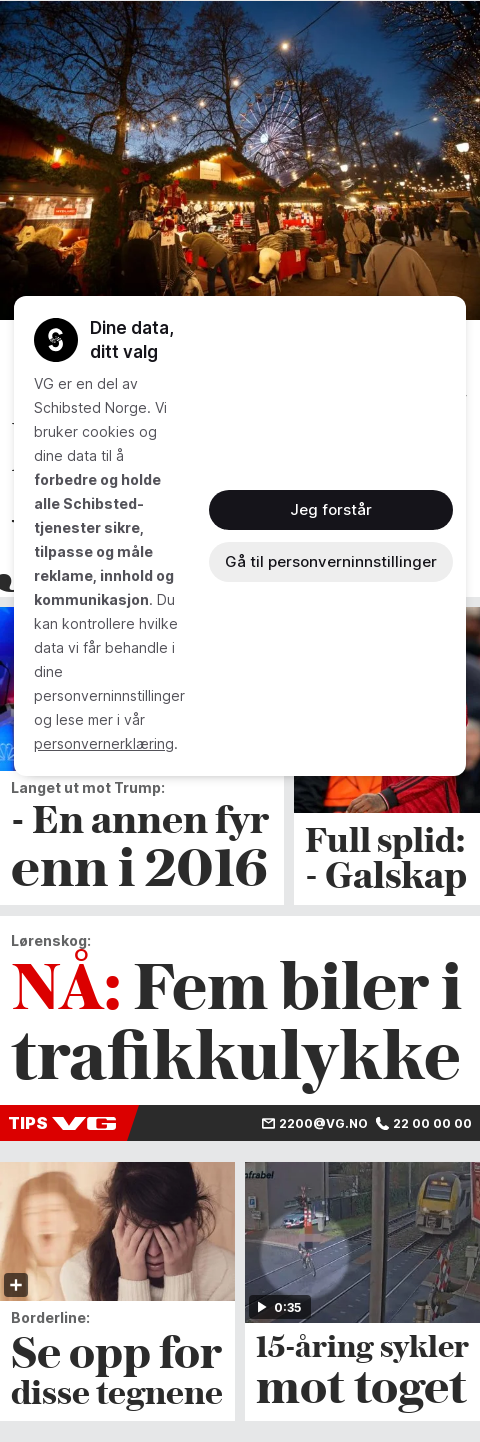 Dine data,
ditt valg
VG er en del av
Schibsted Norge. Vi
bruker cookies og
dine data til å
forbedre og holde
alle Schibsted-
tjenester sikre,
tilpasse og måle
reklame, innhold og
kommunikasjon. Du
kan kontrollere hvilke
data vi får behandle i
dine
personverninnstillinger
og lese mer i vår
personvernerklæring.
Jeg forstår
Gå til personverninnstillinger
Langet ut mot Trump:
- En annen fyr
enn i 2016
Full splid:
- Galskap
Lørenskog:
NÅ: Fem biler i
trafikkulykke
TIPS VG 2200@VG.NO 22 00 00 00
Borderline:
Se opp for
disse tegnene
nfrabel
0:35
15-åring sykler
mot toget